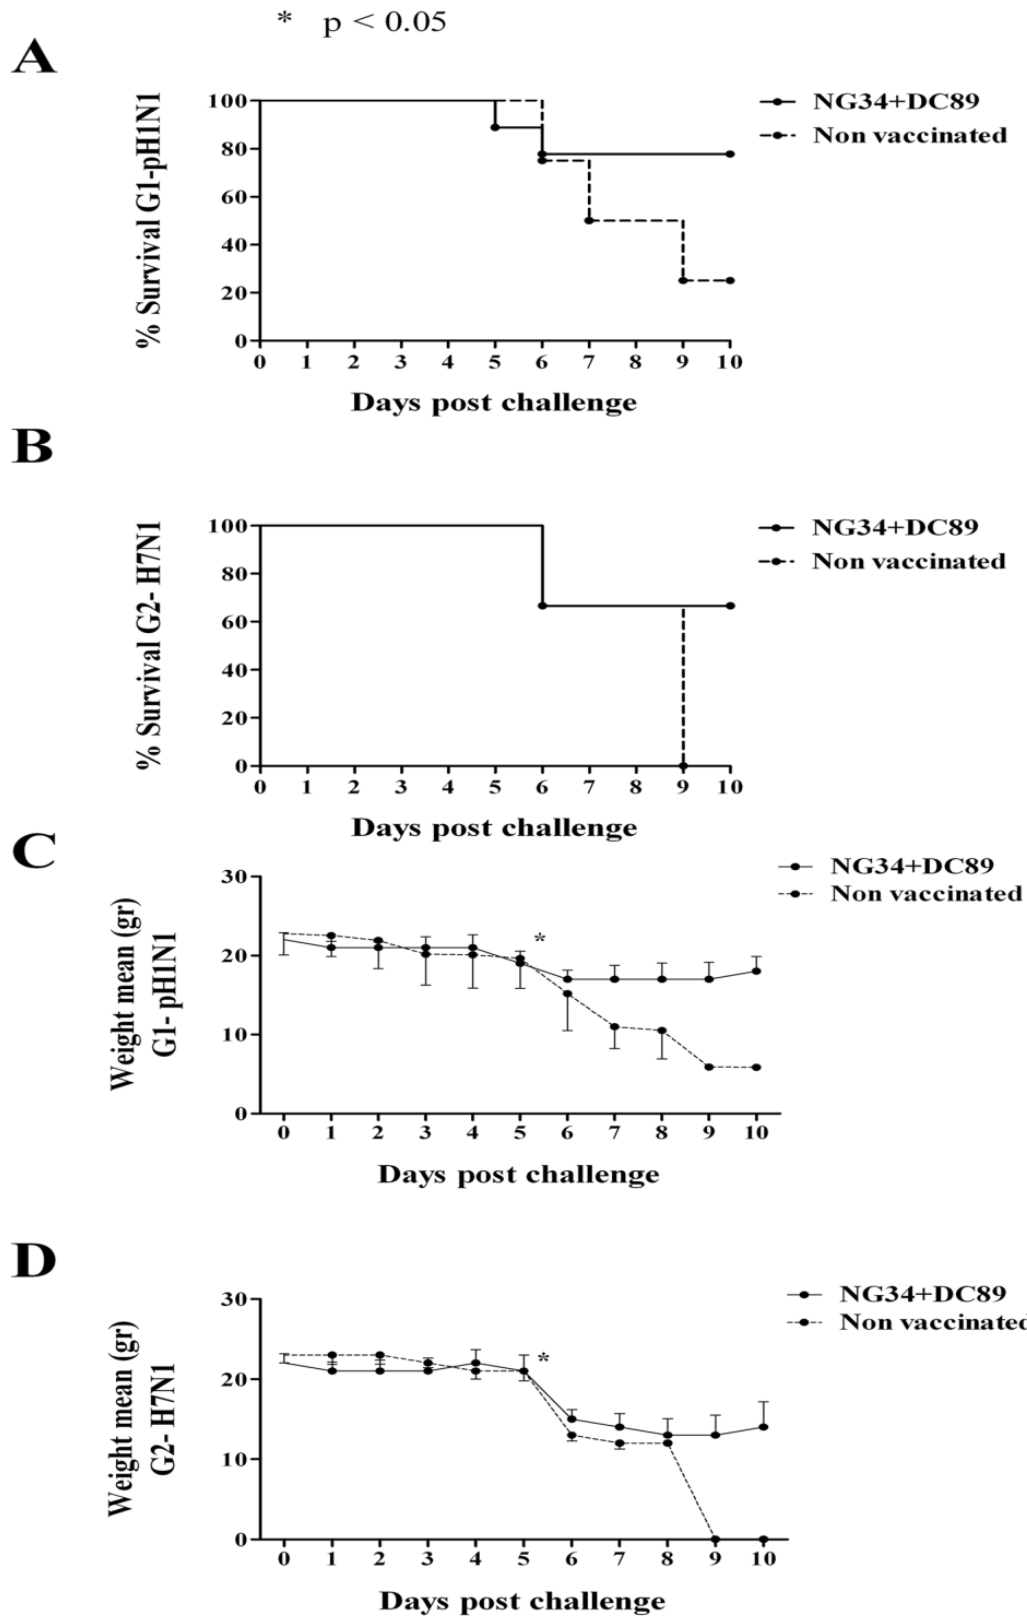 * p < 0.05
A
% Survival G1-pH1N1
100
80
60
40
20
0
0 1 2 3 4 5 6 7 8 9 10
Days post challenge
NG34+DC89
Non vaccinated
B
% Survival G2- H7N1
100
80
60
40
20
0
0 1 2 3 4 5 6 7 8 9 10
Days post challenge
NG34+DC89
Non vaccinated
C
Weight mean (gr)
G1- pH1N1
30
20
10
0
*
0 1 2 3 4 5 6 7 8 9 10
Days post challenge
NG34+DC89
Non vaccinated
D
Weight mean (gr)
G2- H7N1
30
20
10
0
*
0 1 2 3 4 5 6 7 8 9 10
Days post challenge
NG34+DC89
Non vaccinated